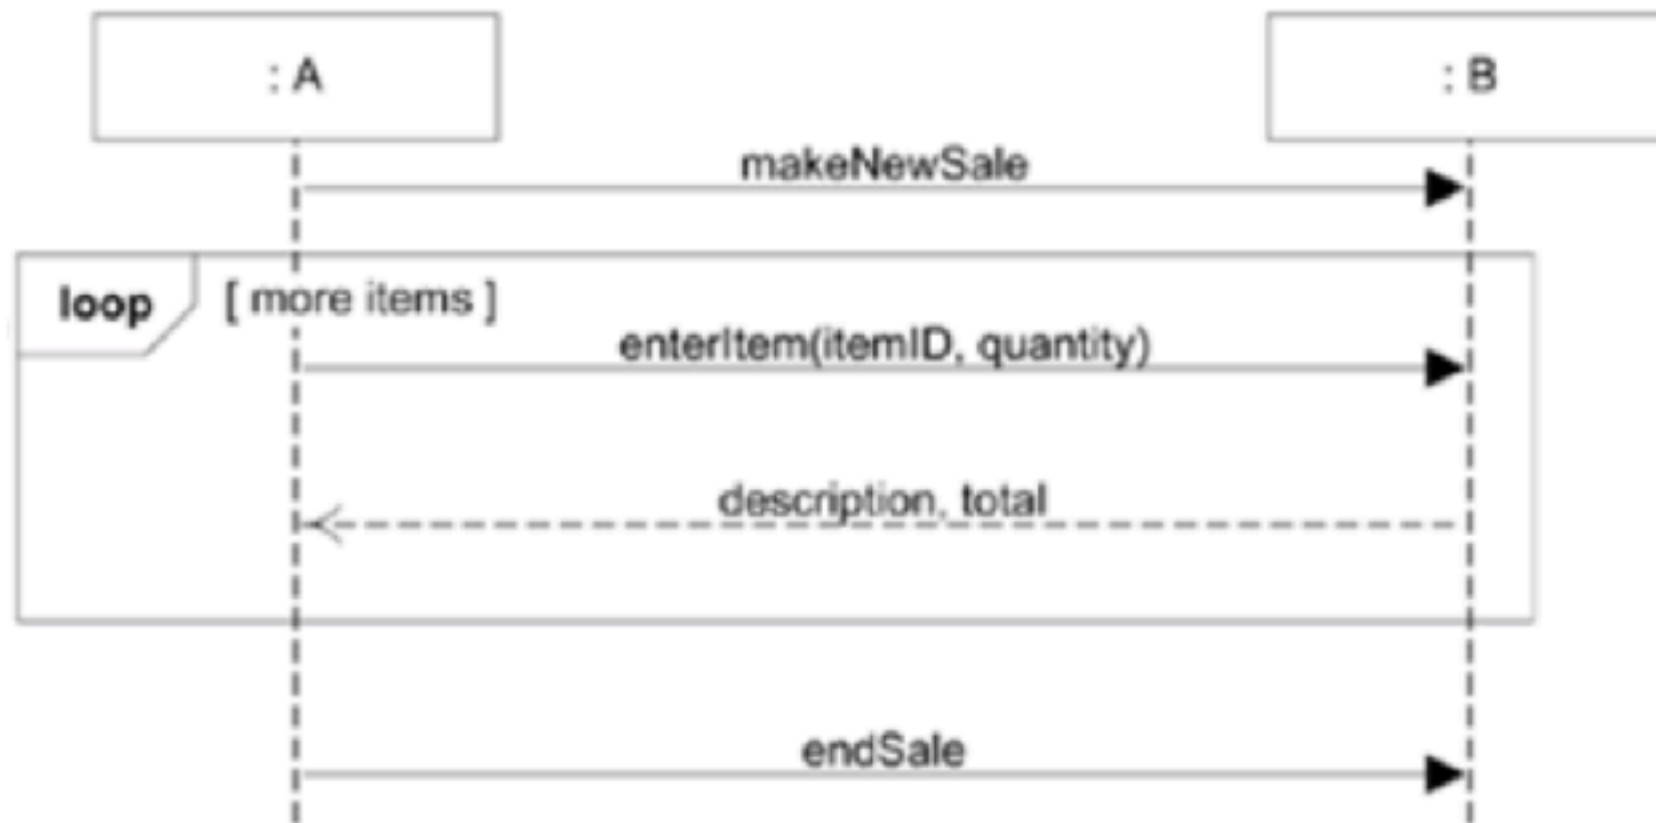 : A
: B
makeNewSale
loop
[ more items ]
enterItem(itemID, quantity)
description, total
endSale